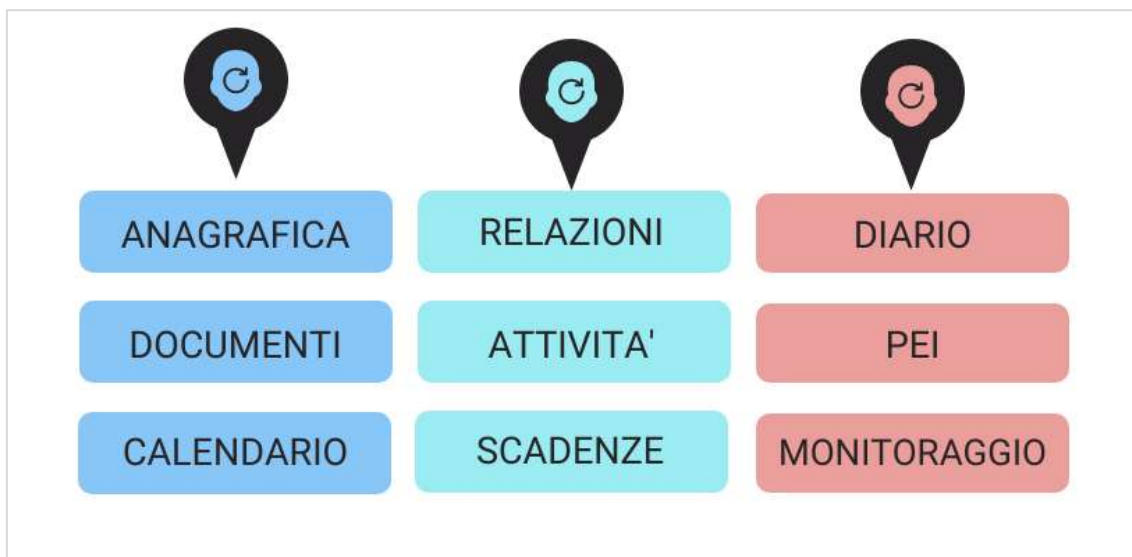 ANAGRAFICA
RELAZIONI
DIARIO
DOCUMENTI
ATTIVITA'
PEI
CALENDARIO
SCADENZE
MONITORAGGIO